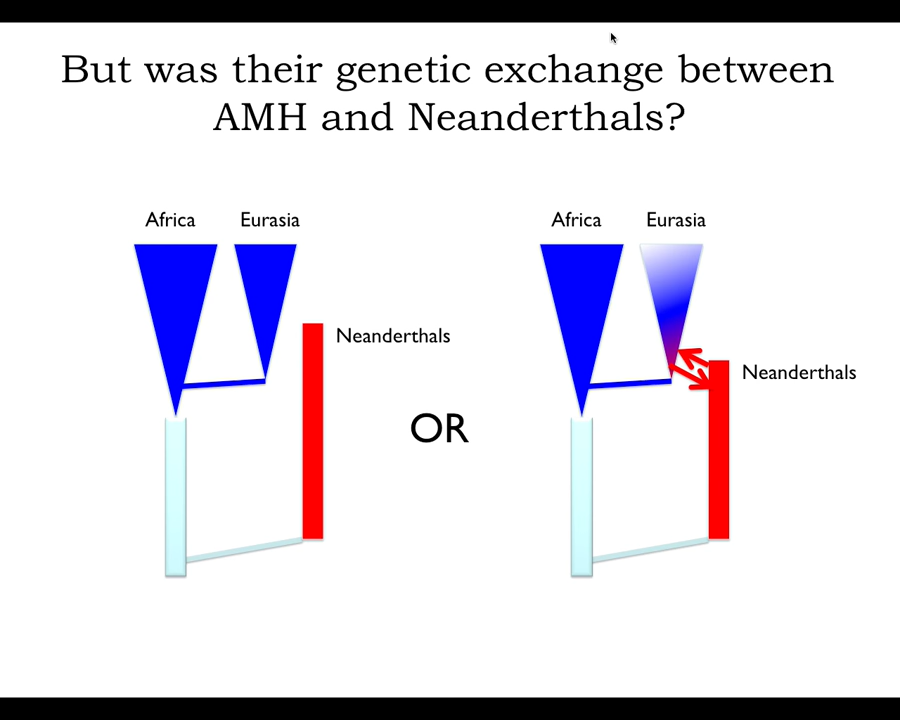 But was their genetic exchange between
AMH and Neanderthals?
Africa
Eurasia
Africa
Eurasia
Neanderthals
Neanderthals
OR